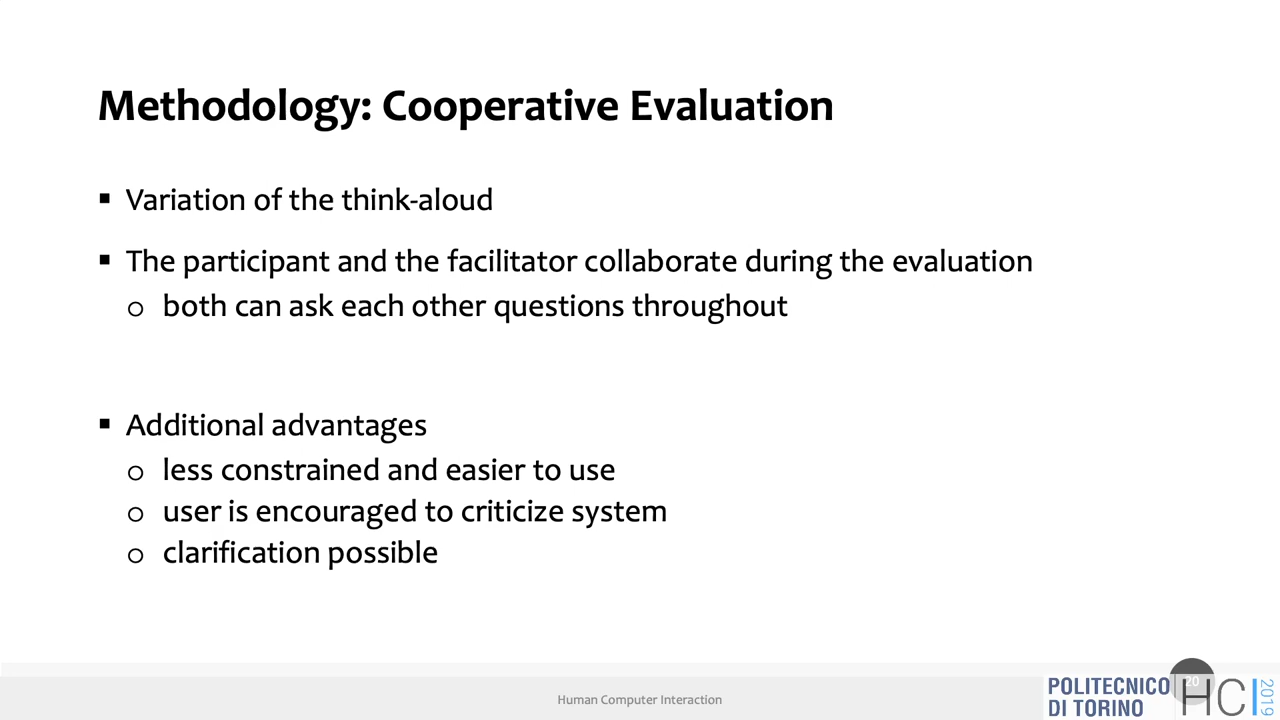 Methodology: Cooperative Evaluation
▪ Variation of the think-aloud
▪ The participant and the facilitator collaborate during the evaluation
o both can ask each other questions throughout
▪ Additional advantages
o less constrained and easier to use
o user is encouraged to criticize system
o clarification possible
Human Computer Interaction
POLITECNICO
DI TORINO
20
HCI
2019